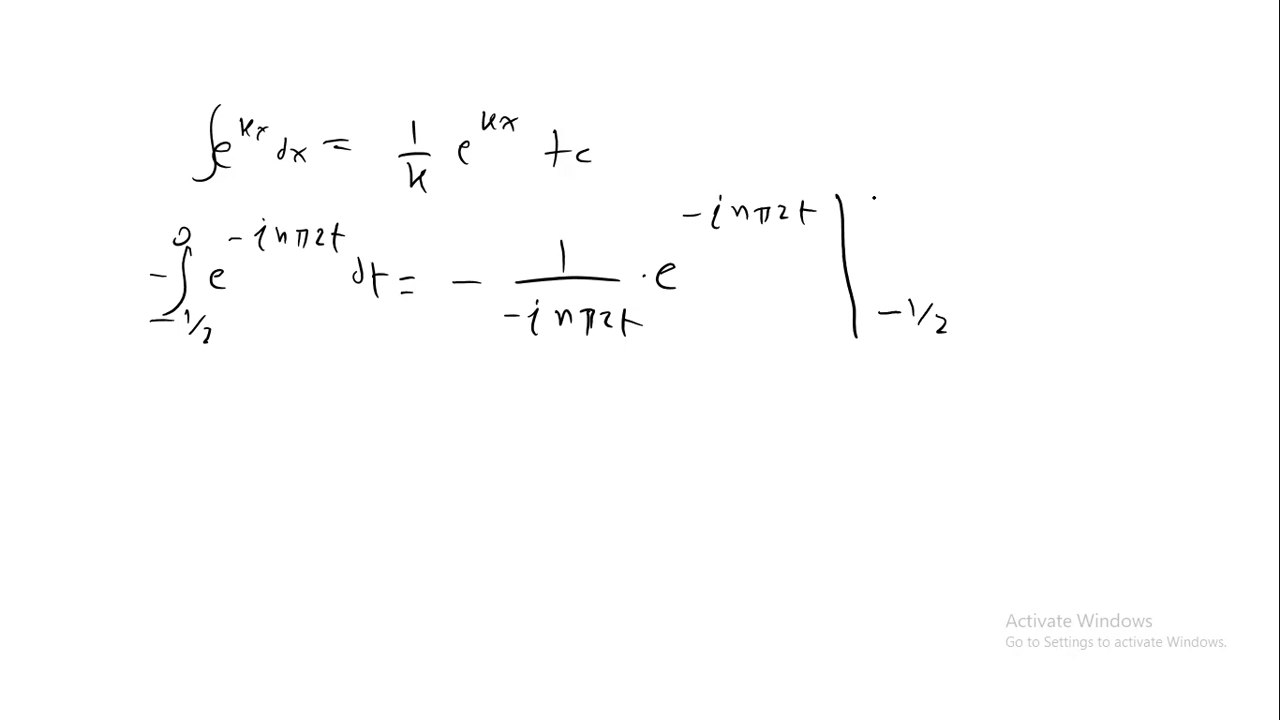 ∫e^{kx} dx = 1/k e^{kx} + c
-∫_{-1/2}^{0} e^{-inπ2t} dt = - 1/(-inπ2t) · e^{-inπ2t} |_{-1/2}
Activate Windows
Go to Settings to activate Windows.